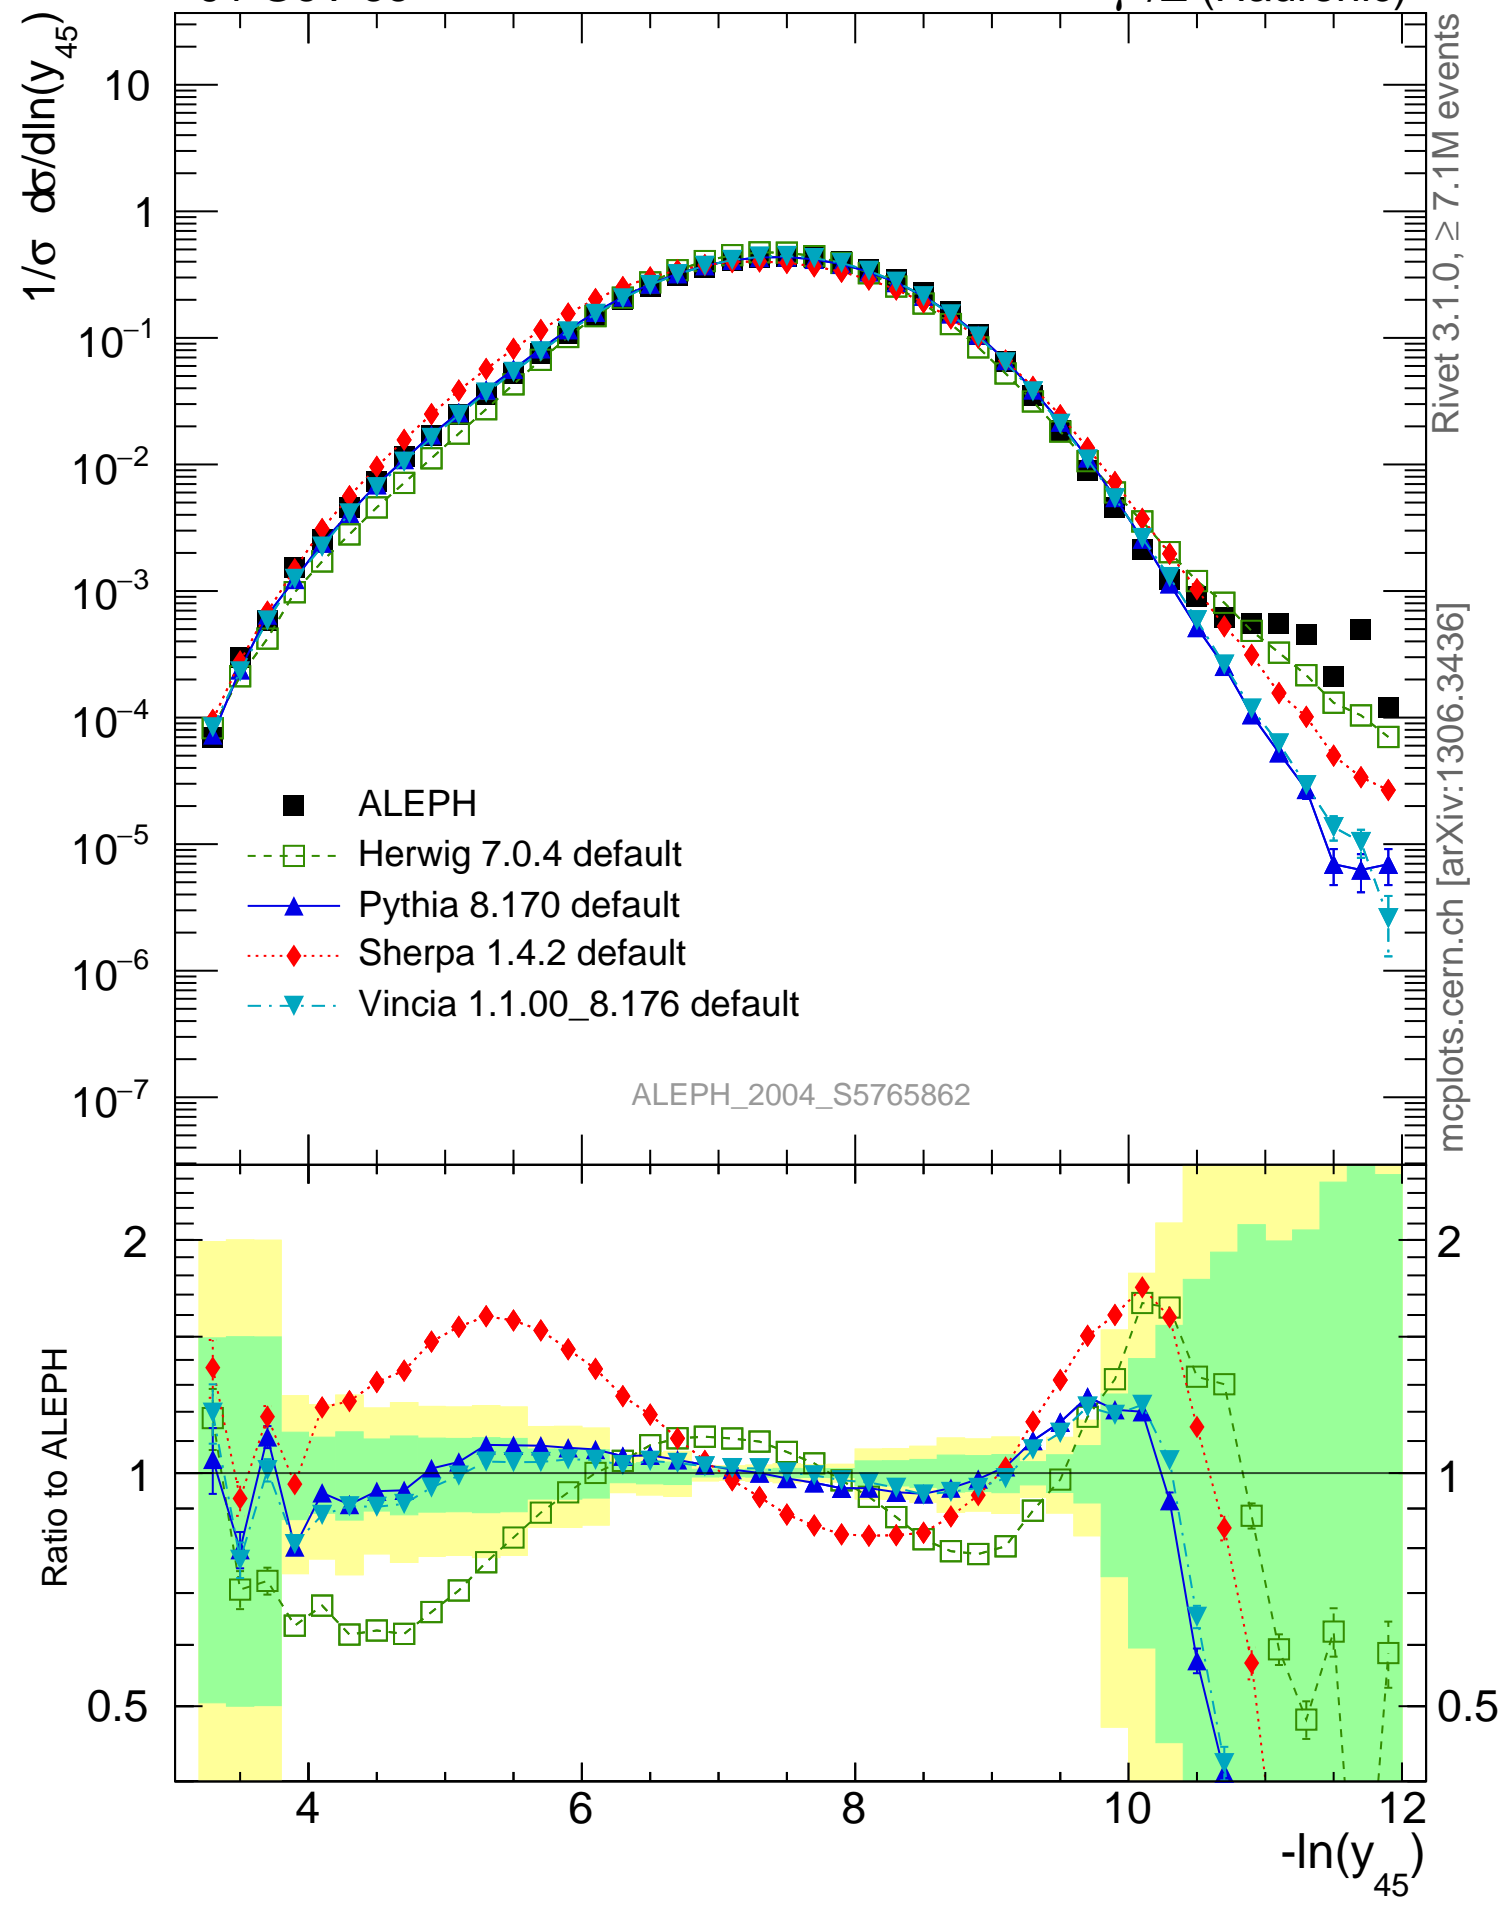 1/σ dσ/dln(y45)
10
1
10−1
10−2
10−3
10−4
10−5
10−6
10−7
ALEPH
Herwig 7.0.4 default
Pythia 8.170 default
Sherpa 1.4.2 default
Vincia 1.1.00_8.176 default
ALEPH_2004_S5765862
Rivet 3.1.0, ≥ 7.1M events
mcplots.cern.ch [arXiv:1306.3436]
Ratio to ALEPH
2
1
0.5
2
1
0.5
4 6 8 10 12
-ln(y45)